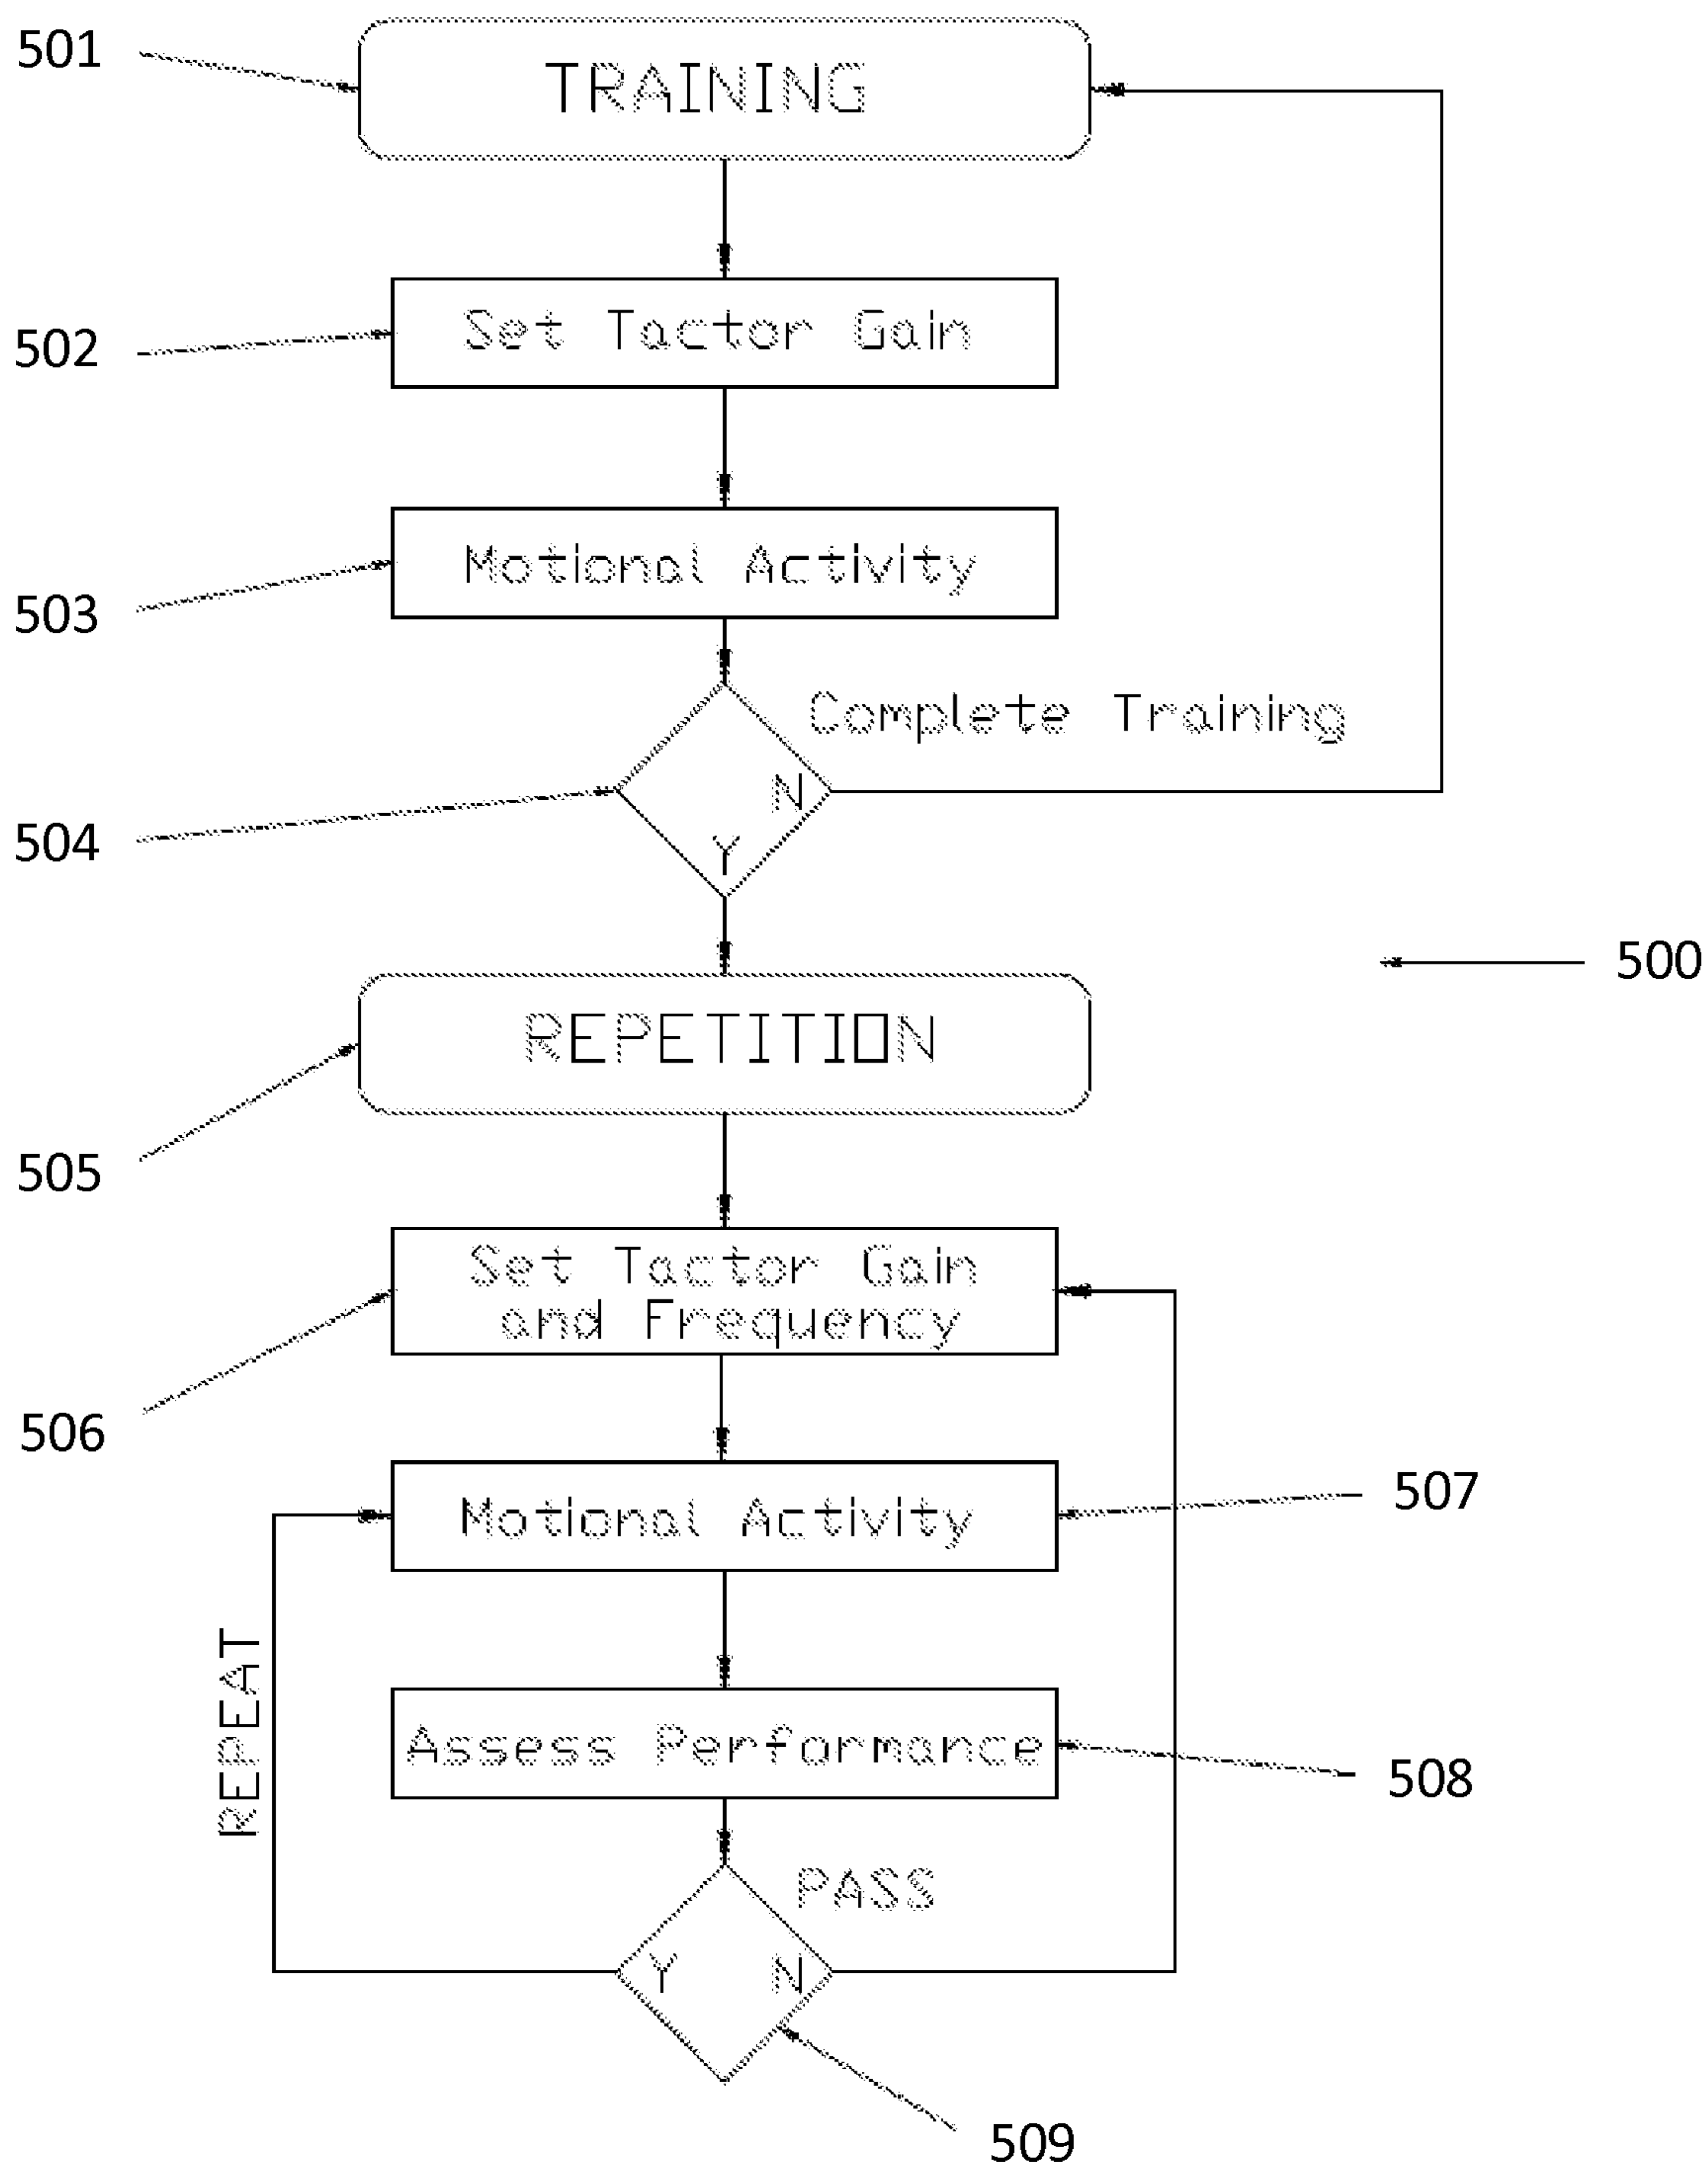 501
TRAINING
502
Set Tactor Gain
503
Motional Activity
Complete Training
504
N
Y
500
REPETITION
505
Set Tactor Gain
and Frequency
506
507
Motional Activity
REPEAT
Assess Performance
508
PASS
Y
N
509